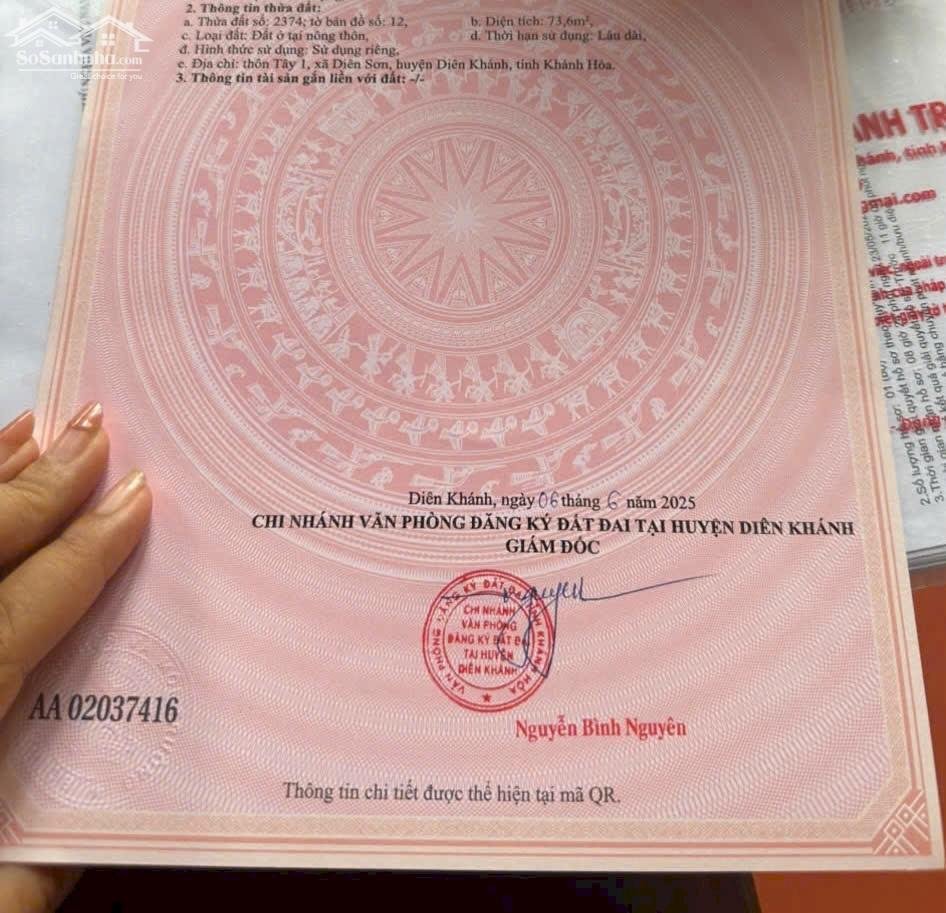 SoSanhnha.com
2. Thông tin thửa đất:
a. Thửa đất số: 2374; tờ bản đồ số: 12, b. Diện tích: 73,6m²,
c. Loại đất: Đất ở tại nông thôn, d. Thời hạn sử dụng: Lâu dài,
đ. Hình thức sử dụng: Sử dụng riêng,
e. Địa chỉ: thôn Tây 1, xã Diên Sơn, huyện Diên Khánh, tỉnh Khánh Hòa.
3. Thông tin tài sản gắn liền với đất: -/-
Diên Khánh, ngày 06 tháng 6 năm 2025
CHI NHÁNH VĂN PHÒNG ĐĂNG KÝ ĐẤT ĐAI TẠI HUYỆN DIÊN KHÁNH
GIÁM ĐỐC
CHI NHÁNH
VĂN PHÒNG
ĐĂNG KÝ ĐẤT
TẠI HUYỆN
DIÊN KHÁNH
Nguyễn Bình Nguyên
AA 02037416
Thông tin chi tiết được thể hiện tại mã QR.